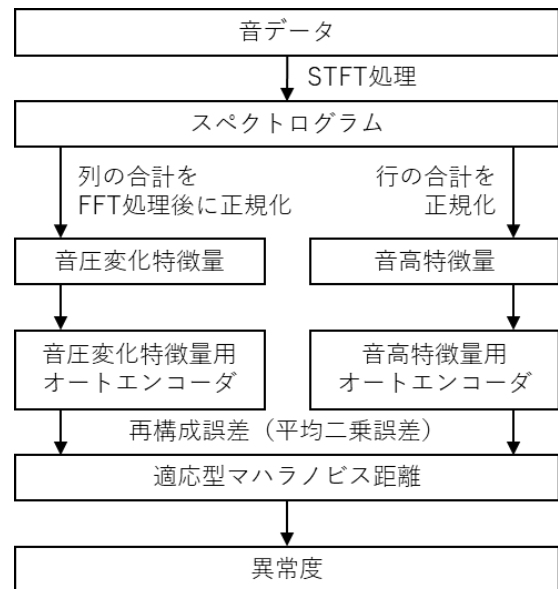 音データ
STFT処理
スペクトログラム
列の合計を
FFT処理後に正規化
行の合計を
正規化
音圧変化特徴量
音高特徴量
音圧変化特徴量用
オートエンコーダ
音高特徴量用
オートエンコーダ
再構成誤差（平均二乗誤差）
適応型マハラノビス距離
異常度